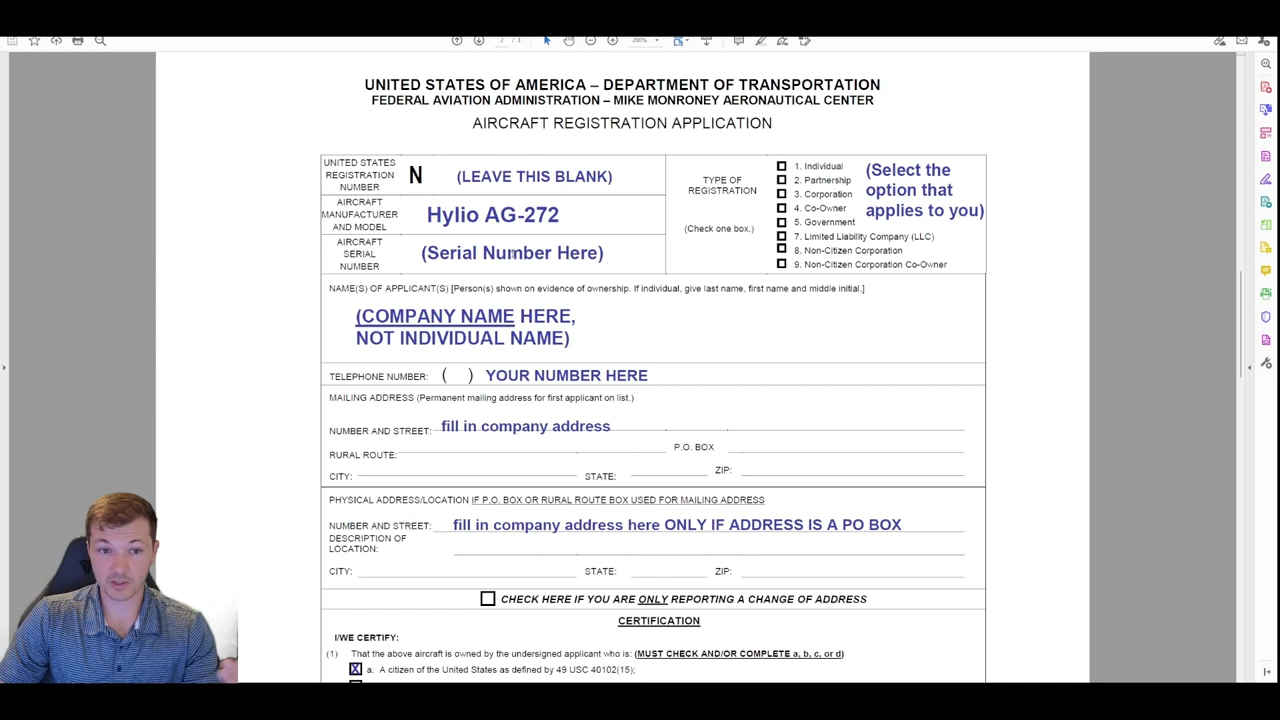 UNITED STATES OF AMERICA – DEPARTMENT OF TRANSPORTATION
FEDERAL AVIATION ADMINISTRATION – MIKE MONRONEY AERONAUTICAL CENTER
AIRCRAFT REGISTRATION APPLICATION
UNITED STATES
REGISTRATION
NUMBER
N (LEAVE THIS BLANK)
AIRCRAFT
MANUFACTURER
AND MODEL
Hylio AG-272
AIRCRAFT
SERIAL
NUMBER
(Serial Number Here)
TYPE OF
REGISTRATION
(Check one box.)
1. Individual
2. Partnership
3. Corporation
4. Co-Owner
5. Government
7. Limited Liability Company (LLC)
8. Non-Citizen Corporation
9. Non-Citizen Corporation Co-Owner
(Select the
option that
applies to you)
NAME(S) OF APPLICANT(S) [Person(s) shown on evidence of ownership. If individual, give last name, first name and middle initial.]
(COMPANY NAME HERE,
NOT INDIVIDUAL NAME)
TELEPHONE NUMBER: ( ) YOUR NUMBER HERE
MAILING ADDRESS (Permanent mailing address for first applicant on list.)
NUMBER AND STREET: fill in company address
RURAL ROUTE: P.O. BOX
CITY: STATE: ZIP:
PHYSICAL ADDRESS/LOCATION IF P.O. BOX OR RURAL ROUTE BOX USED FOR MAILING ADDRESS
NUMBER AND STREET: fill in company address here ONLY IF ADDRESS IS A PO BOX
DESCRIPTION OF
LOCATION:
CITY: STATE: ZIP:
CHECK HERE IF YOU ARE ONLY REPORTING A CHANGE OF ADDRESS
CERTIFICATION
I/WE CERTIFY:
(1) That the above aircraft is owned by the undersigned applicant who is: (MUST CHECK AND/OR COMPLETE a, b, c, or d)
X a. A citizen of the United States as defined by 49 USC 40102(15);